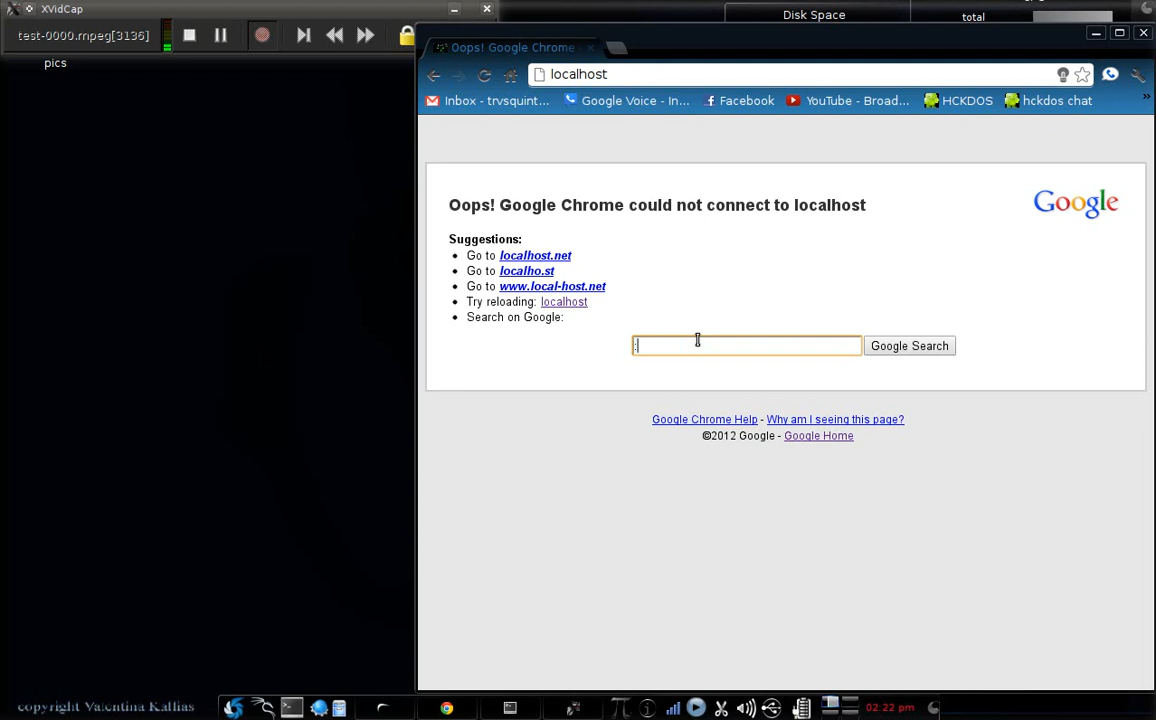 XVidCap
Disk Space
total
test-0000.mpeg[3136]
pics
Oops! Google Chrome
localhost
Inbox - trvsquint...
Google Voice - In...
Facebook
YouTube - Broad...
HCKDOS
hckdos chat
»
Oops! Google Chrome could not connect to localhost
Google
Suggestions:
• Go to localhost.net
• Go to localho.st
• Go to www.local-host.net
• Try reloading: localhost
• Search on Google:
:
Google Search
Google Chrome Help - Why am I seeing this page?
©2012 Google - Google Home
copyright Valentina Kallias
02:22 pm